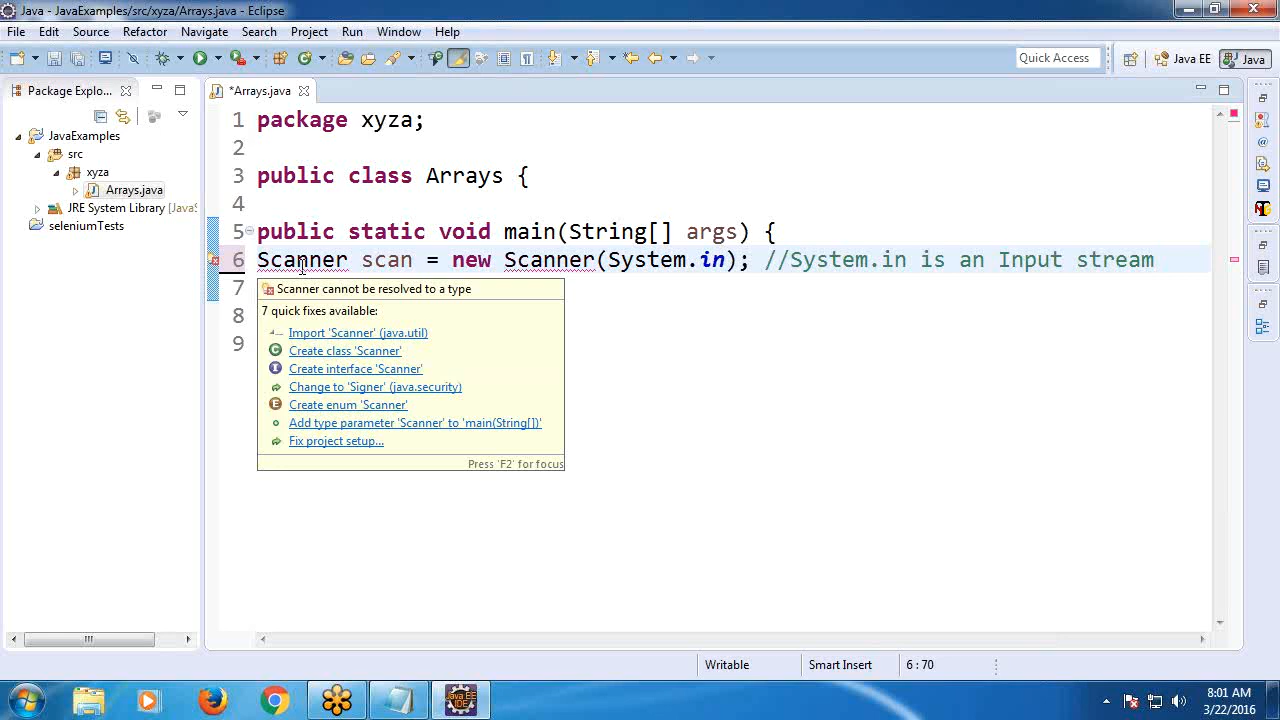 Java - JavaExamples/src/xyza/Arrays.java - Eclipse
File Edit Source Refactor Navigate Search Project Run Window Help
Quick Access
Java EE
Java
Package Explo...
*Arrays.java
JavaExamples
src
xyza
Arrays.java
JRE System Library [JavaS
seleniumTests
1 package xyza;
2
3 public class Arrays {
4
5 public static void main(String[] args) {
6 Scanner scan = new Scanner(System.in); //System.in is an Input stream
7
8
9
Scanner cannot be resolved to a type
7 quick fixes available:
Import 'Scanner' (java.util)
Create class 'Scanner'
Create interface 'Scanner'
Change to 'Signer' (java.security)
Create enum 'Scanner'
Add type parameter 'Scanner' to 'main(String[])'
Fix project setup...
Press 'F2' for focus
Writable
Smart Insert
6 : 70
Java EE
IDE
8:01 AM
3/22/2016